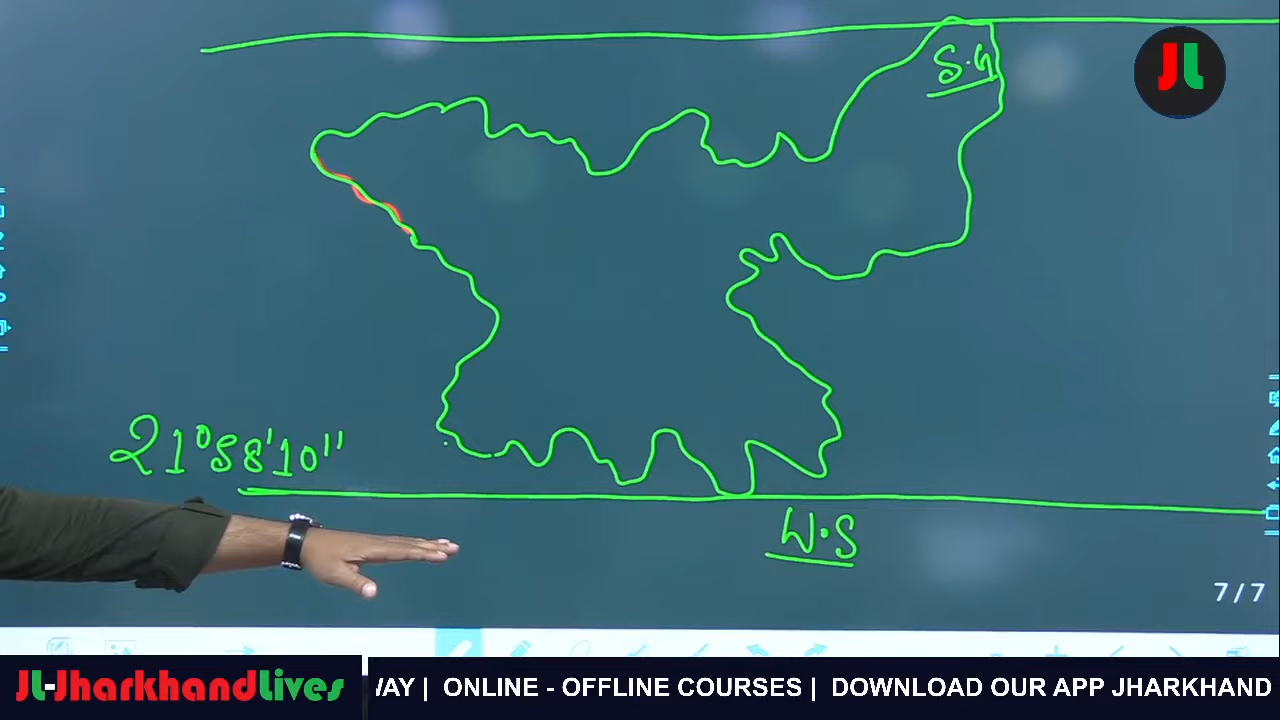 S.G
JL
21°58'10''
W.S
7/7
JL-JharkhandLives
WAY | ONLINE - OFFLINE COURSES | DOWNLOAD OUR APP JHARKHAND